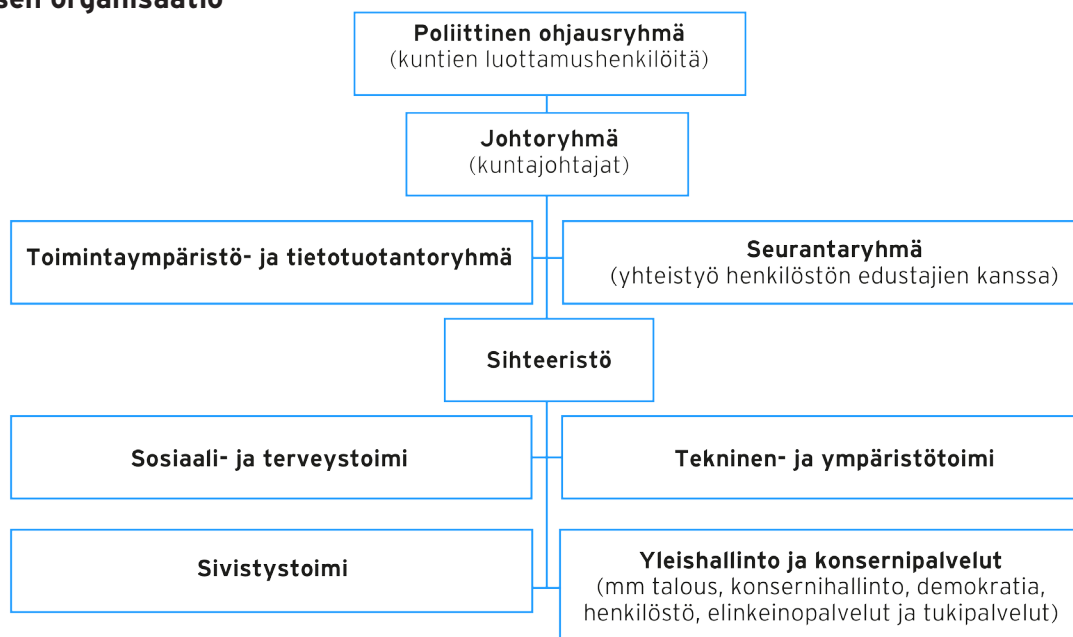 organisaatio
Poliittinen ohjausryhmä
(kuntien luottamushenkilöitä)
Johtoryhmä
(kuntajohtajat)
Toimintaympäristö- ja tietotuotantoryhmä
Seurantaryhmä
(yhteistyö henkilöstön edustajien kanssa)
Sihteeristö
Sosiaali- ja terveystoimi
Tekninen- ja ympäristötoimi
Sivistystoimi
Yleishallinto ja konsernipalvelut
(mm talous, konsernihallinto, demokratia,
henkilöstö, elinkeinopalvelut ja tukipalvelut)